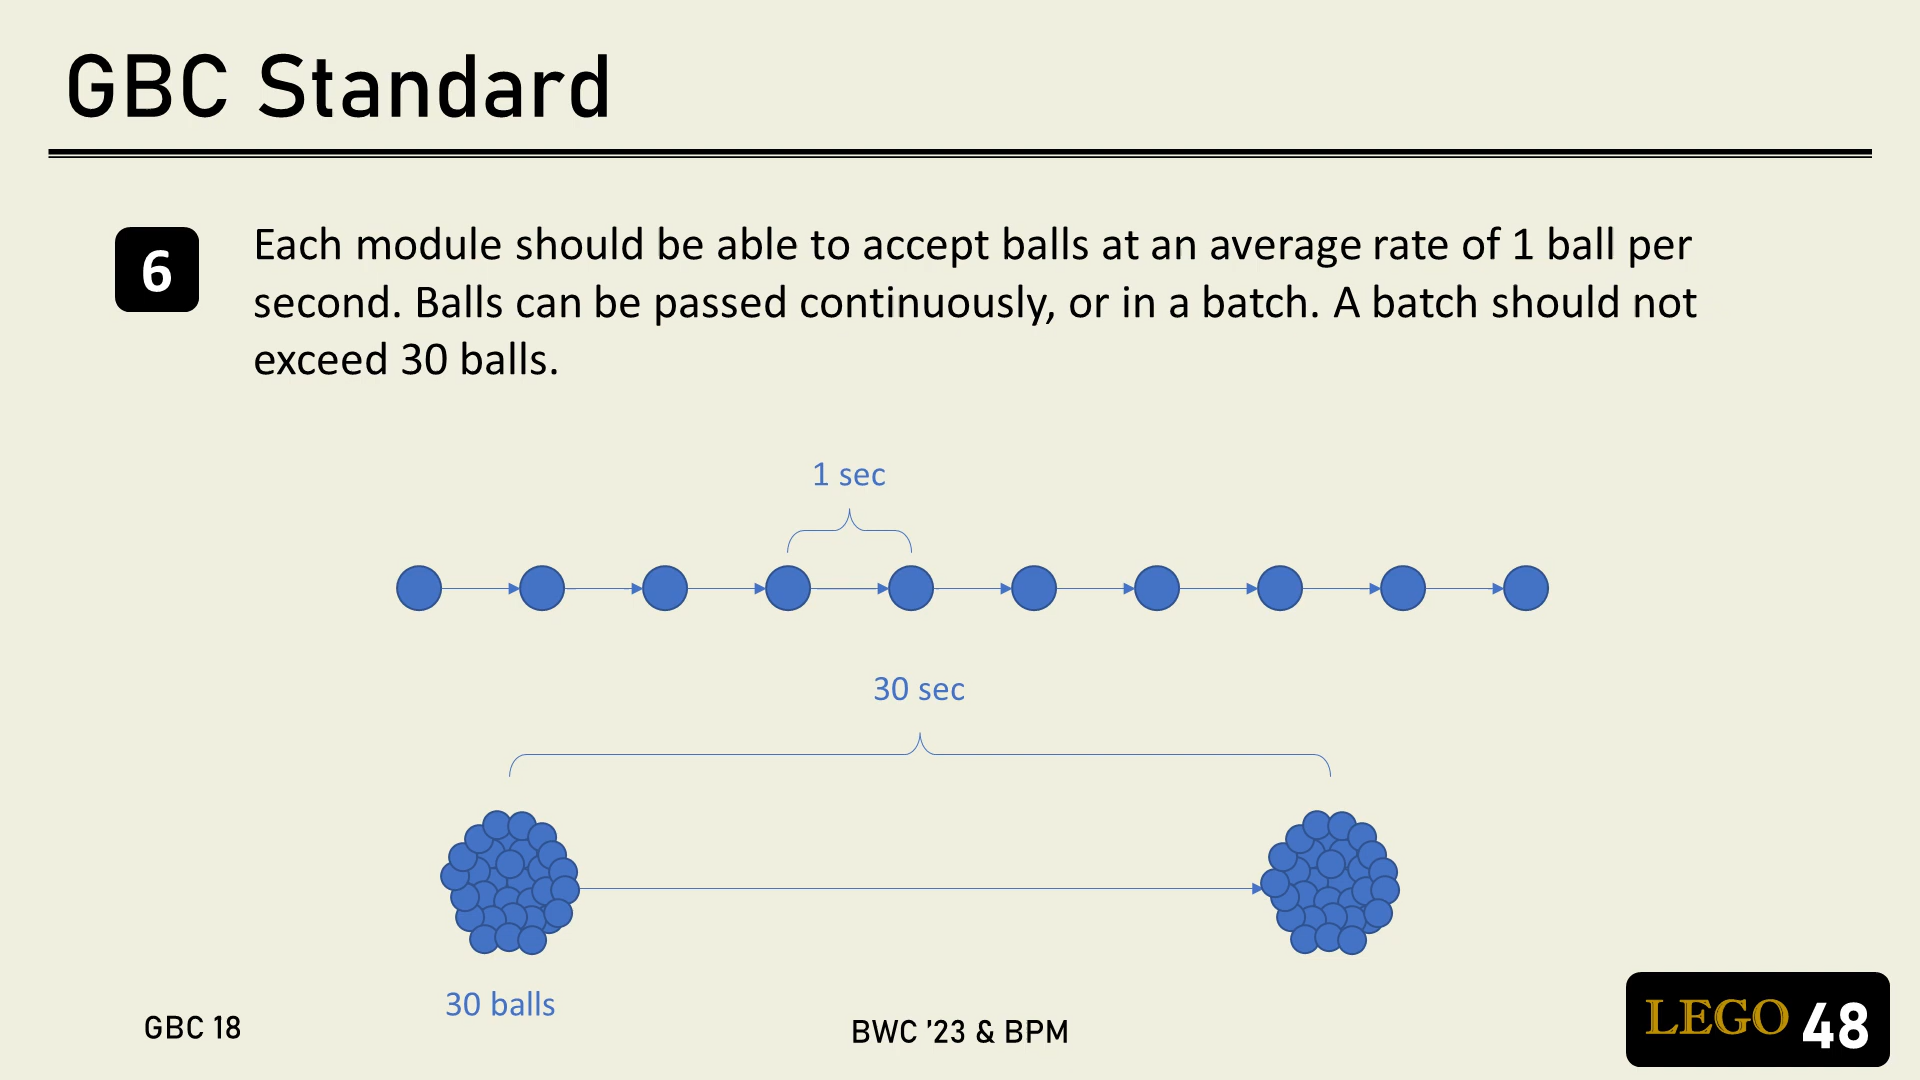 GBC Standard
6
Each module should be able to accept balls at an average rate of 1 ball per
second. Balls can be passed continuously, or in a batch. A batch should not
exceed 30 balls.
1 sec
30 sec
30 balls
GBC 18
BWC '23 & BPM
LEGO 48